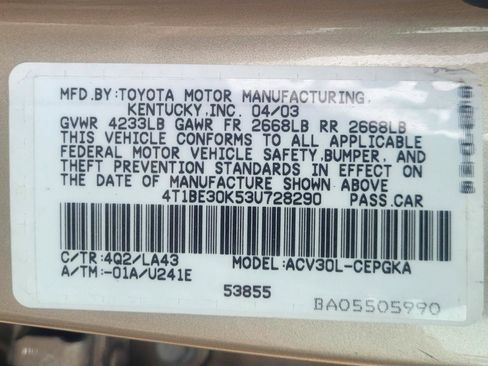 MFD.BY:TOYOTA MOTOR MANUFACTURING,
KENTUCKY,INC. 04/03
GVWR 4233LB GAWR FR 2668LB RR 2668LB
THIS VEHICLE CONFORMS TO ALL APPLICABLE
FEDERAL MOTOR VEHICLE SAFETY,BUMPER, AND
THEFT PREVENTION STANDARDS IN EFFECT ON
THE DATE OF MANUFACTURE SHOWN ABOVE
4T1BE30K53U728290 PASS.CAR
C/TR:4Q2/LA43 MODEL:ACV30L-CEPGKA
A/TM:-01A/U241E
53855
BA05505990